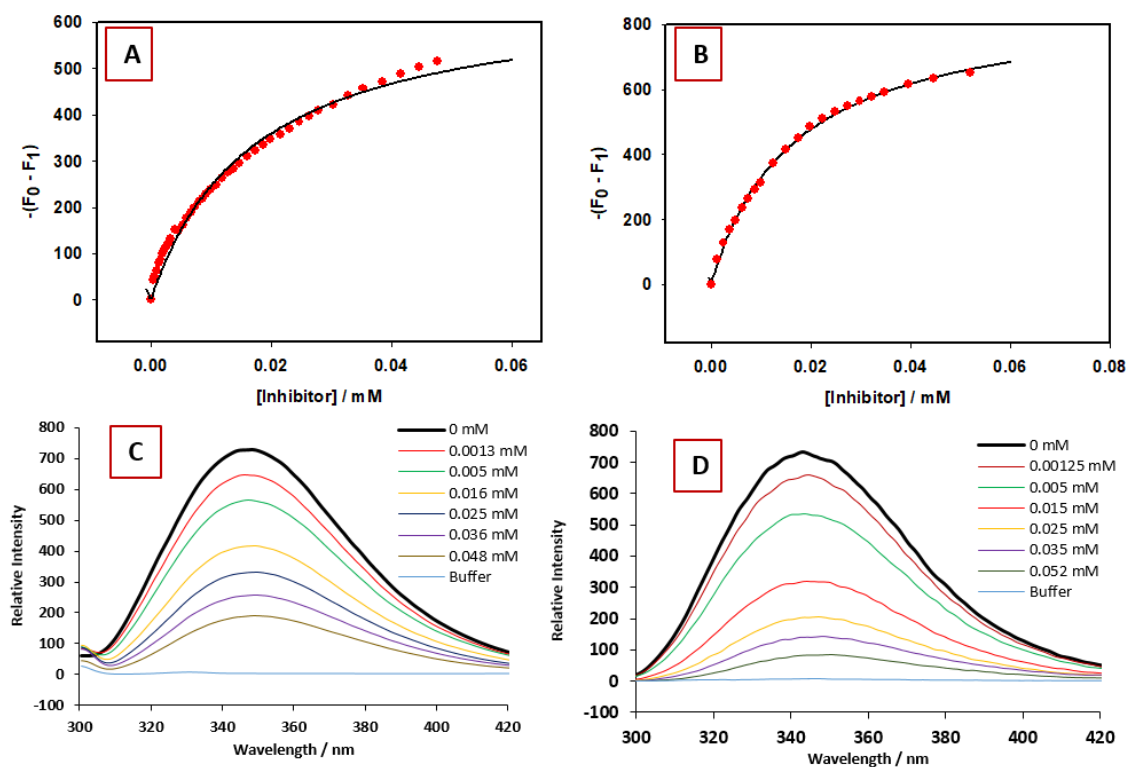 A
600
500
400
300
200
100
0
-(F0 - F1)
0.00 0.02 0.04 0.06
[Inhibitor] / mM
B
800
600
400
200
0
-(F0 - F1)
0.00 0.02 0.04 0.06 0.08
[Inhibitor] / mM
C
800
700
600
500
400
300
200
100
0
-100
Relative Intensity
300 320 340 360 380 400 420
Wavelength / nm
0 mM
0.0013 mM
0.005 mM
0.016 mM
0.025 mM
0.036 mM
0.048 mM
Buffer
D
800
700
600
500
400
300
200
100
0
-100
Relative Intensity
300 320 340 360 380 400 420
Wavelength / nm
0 mM
0.00125 mM
0.005 mM
0.015 mM
0.025 mM
0.035 mM
0.052 mM
Buffer